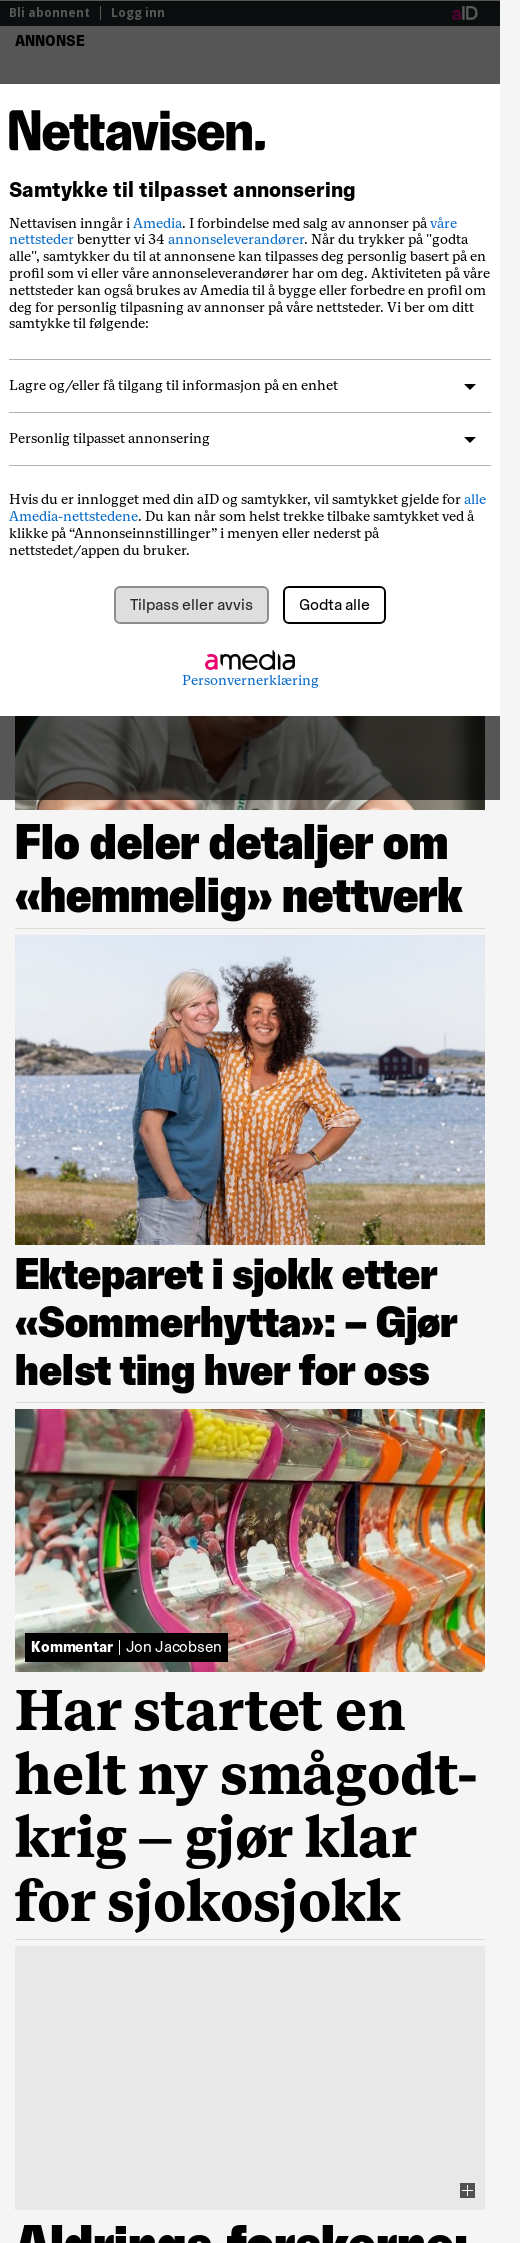 Bli abonnent | Logg inn
aID
ANNONSE
Nettavisen.
Samtykke til tilpasset annonsering
Nettavisen inngår i Amedia. I forbindelse med salg av annonser på våre
nettsteder benytter vi 34 annonseleverandører. Når du trykker på "godta
alle", samtykker du til at annonsene kan tilpasses deg personlig basert på en
profil som vi eller våre annonseleverandører har om deg. Aktiviteten på våre
nettsteder kan også brukes av Amedia til å bygge eller forbedre en profil om
deg for personlig tilpasning av annonser på våre nettsteder. Vi ber om ditt
samtykke til følgende:
Lagre og/eller få tilgang til informasjon på en enhet
Personlig tilpasset annonsering
Hvis du er innlogget med din aID og samtykker, vil samtykket gjelde for alle
Amedia-nettstedene. Du kan når som helst trekke tilbake samtykket ved å
klikke på “Annonseinnstillinger” i menyen eller nederst på
nettstedet/appen du bruker.
Tilpass eller avvis
Godta alle
amedia
Personvernerklæring
Flo deler detaljer om
«hemmelig» nettverk
Ekteparet i sjokk etter
«Sommerhytta»: – Gjør
helst ting hver for oss
Kommentar | Jon Jacobsen
Har startet en
helt ny smågodt-
krig – gjør klar
for sjokosjokk
Aldrings-forskerne: